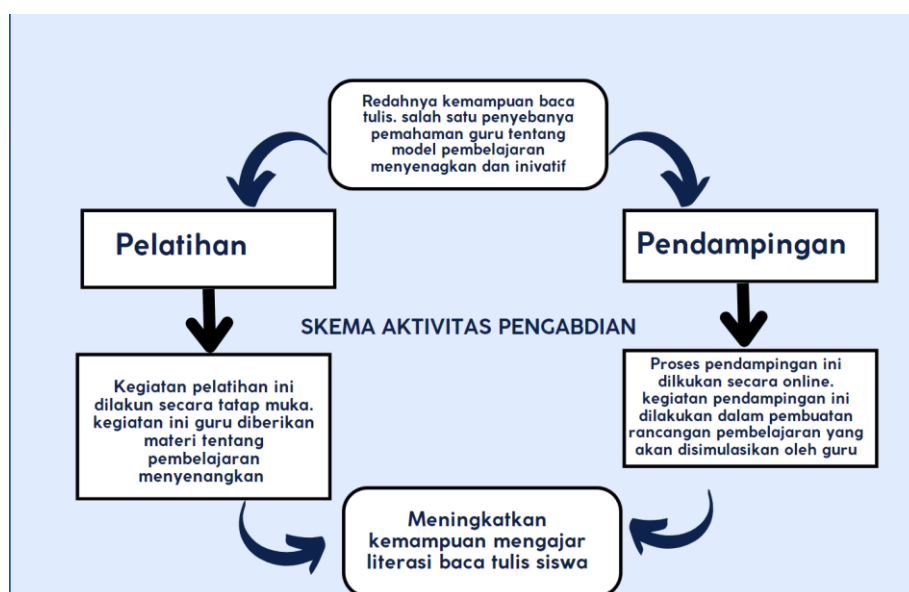 Redahnya kemampuan baca
tulis. salah satu penyebanya
pemahaman guru tentang
model pembelajaran
menyenagkan dan inivatif
Pelatihan
Pendampingan
SKEMA AKTIVITAS PENGABDIAN
Kegiatan pelatihan ini
dilakun secara tatap muka.
kegiatan ini guru diberikan
materi tentang
pembelajaran
menyenangkan
Proses pendampingan ini
dilkukan secara online.
kegiatan pendampingan ini
dilakukan dalam pembuatan
rancangan pembelajaran yang
akan disimulasikan oleh guru
Meningkatkan
kemampuan mengajar
literasi baca tulis siswa